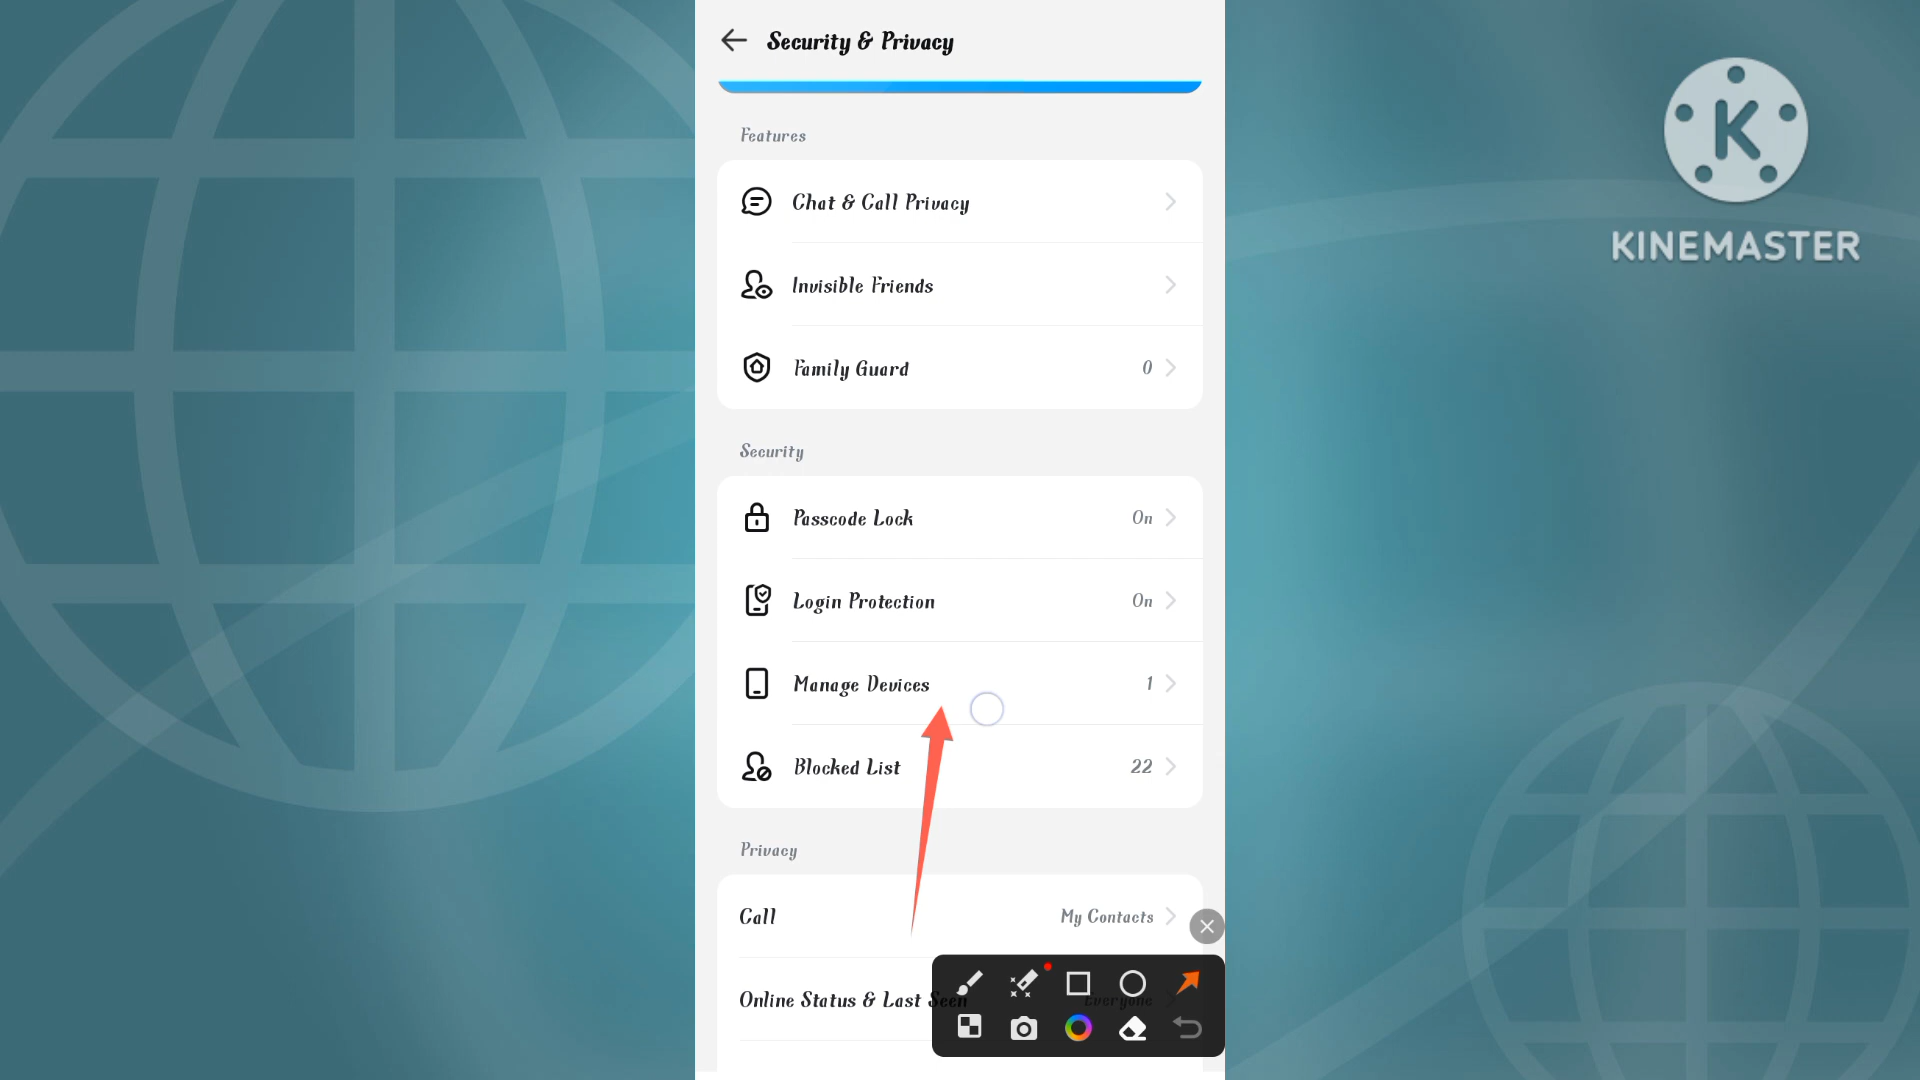 Security & Privacy
Features
Chat & Call Privacy
Invisible Friends
Family Guard 0
Security
Passcode Lock On
Login Protection On
Manage Devices 1
Blocked List 22
Privacy
Call My Contacts
Online Status & Last Seen Everyone
K
KINEMASTER